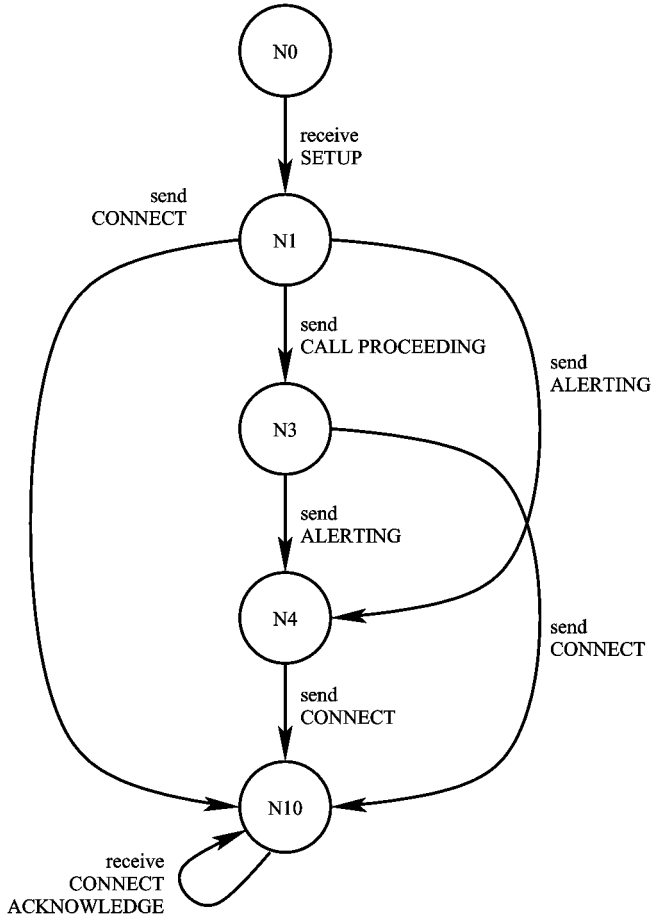 N0
receive
SETUP
send
CONNECT
N1
send
CALL PROCEEDING
send
ALERTING
N3
send
ALERTING
N4
send
CONNECT
send
CONNECT
N10
receive
CONNECT
ACKNOWLEDGE